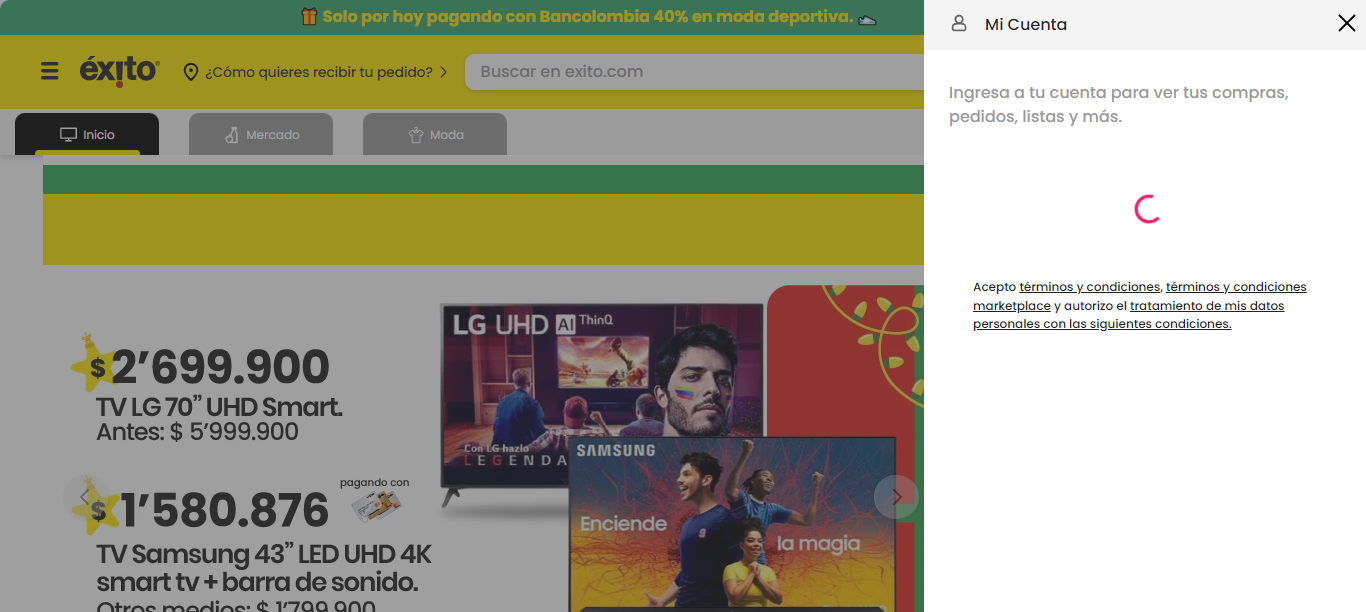 Solo por hoy pagando con Bancolombia 40% en moda deportiva.
éxito
¿Cómo quieres recibir tu pedido?
Buscar en exito.com
Inicio
Mercado
Moda
$ 2’699.900
TV LG 70” UHD Smart.
Antes: $ 5’999.900
$ 1’580.876
pagando con
TV Samsung 43” LED UHD 4K
smart tv + barra de sonido.
Otros medios: $ 1’799.900
LG UHD AI ThinQ
Con LG hazlo
LEGENDA
SAMSUNG
Enciende
la magia
Mi Cuenta
Ingresa a tu cuenta para ver tus compras,
pedidos, listas y más.
Acepto términos y condiciones, términos y condiciones
marketplace y autorizo el tratamiento de mis datos
personales con las siguientes condiciones.